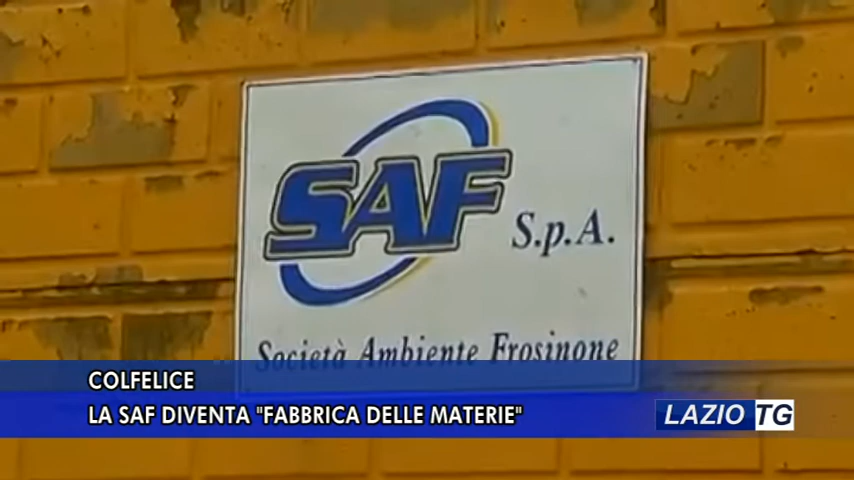 SAF S.p.A.
Società Ambiente Frosinone
COLFELICE
LA SAF DIVENTA "FABBRICA DELLE MATERIE"
LAZIO TG